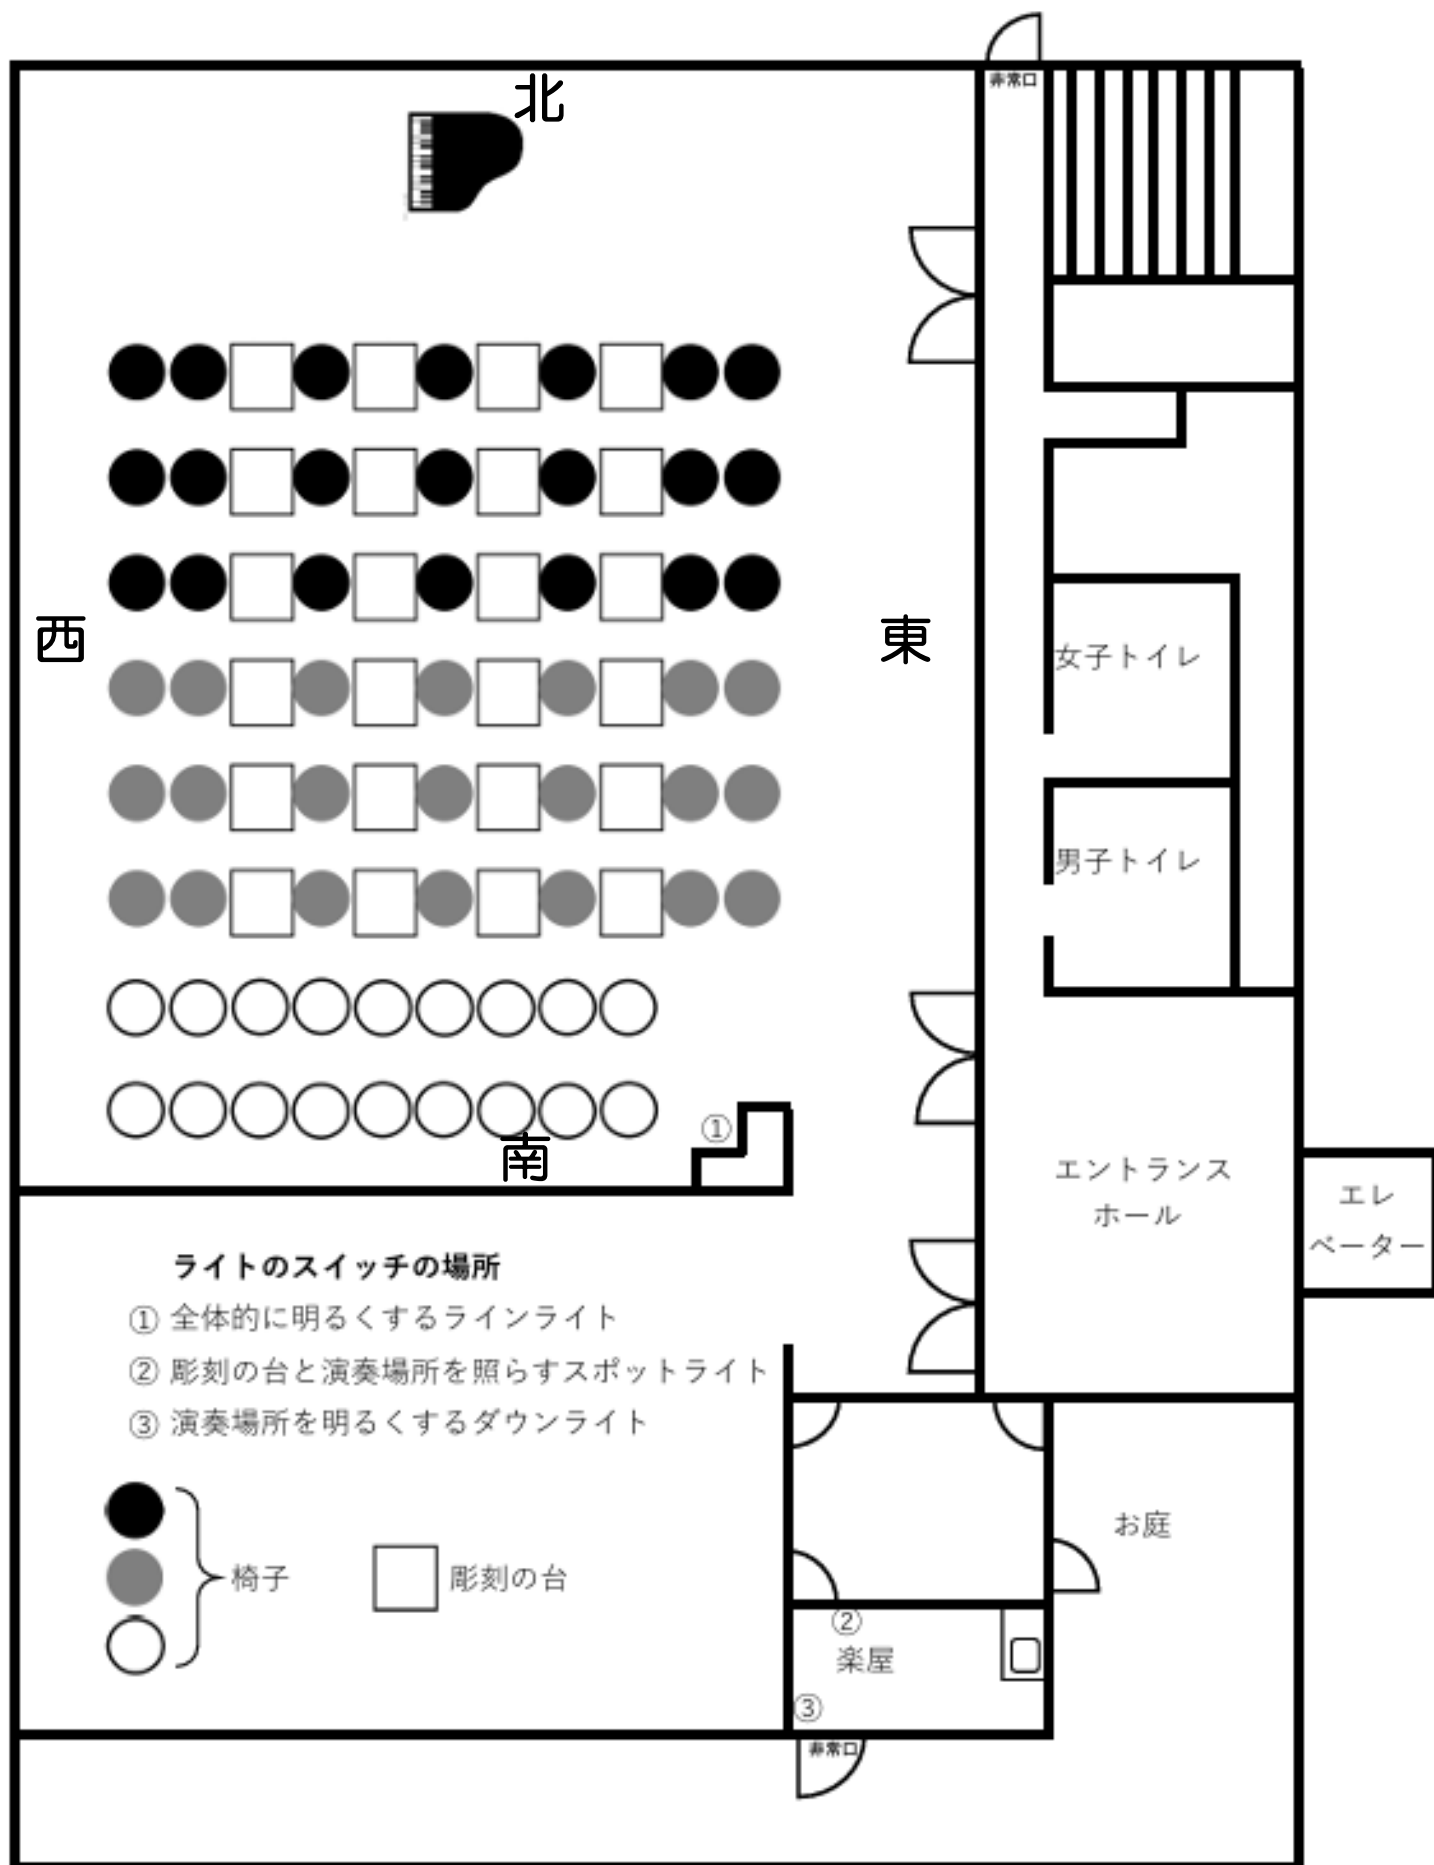 非常口
北
西
東
女子トイレ
男子トイレ
①
南
エントランス
ホール
エレ
ベーター
ライトのスイッチの場所
① 全体的に明るくするラインライト
② 彫刻の台と演奏場所を照らすスポットライト
③ 演奏場所を明るくするダウンライト
お庭
椅子
彫刻の台
②
楽屋
③
非常口